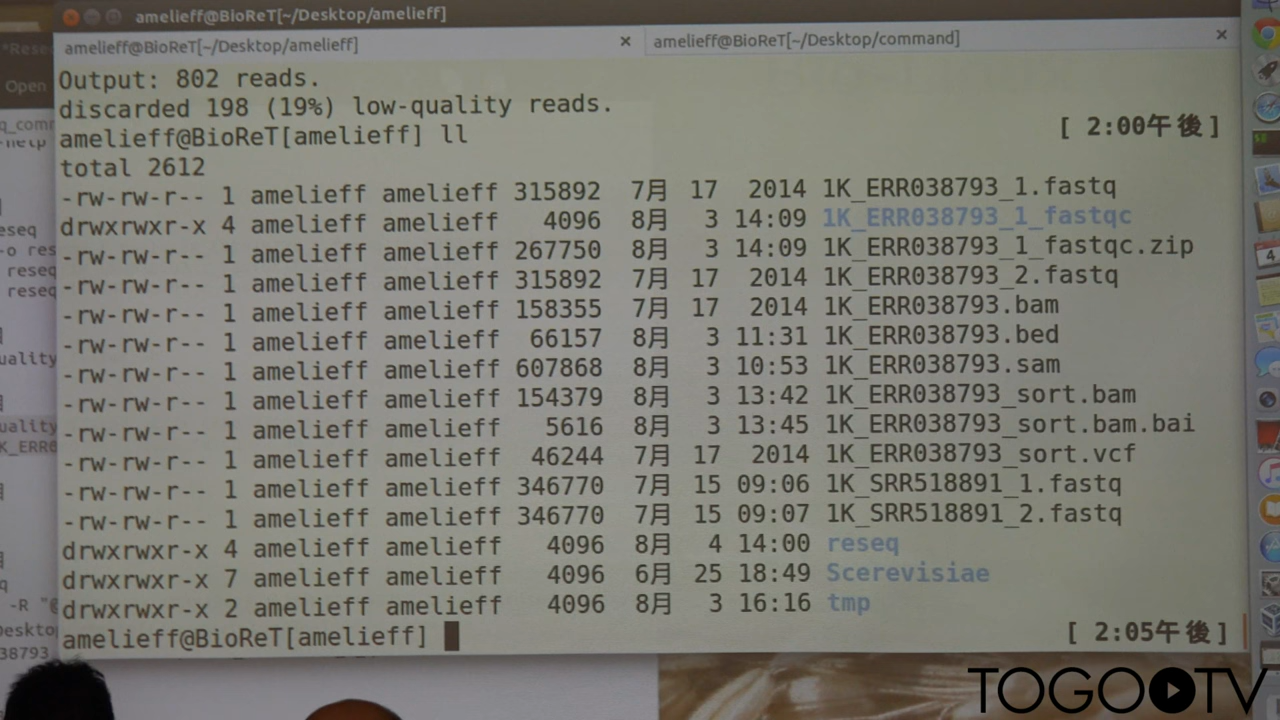 amelieff@BioReT[~/Desktop/amelieff]
amelieff@BioReT[~/Desktop/amelieff] × amelieff@BioReT[~/Desktop/command] ×
*Rese
Open
Output: 802 reads.
discarded 198 (19%) low-quality reads.
amelieff@BioReT[amelieff] ll [ 2:00午後]
total 2612
-rw-rw-r-- 1 amelieff amelieff 315892 7月 17 2014 1K_ERR038793_1.fastq
drwxrwxr-x 4 amelieff amelieff 4096 8月 3 14:09 1K_ERR038793_1_fastqc
-rw-rw-r-- 1 amelieff amelieff 267750 8月 3 14:09 1K_ERR038793_1_fastqc.zip
-rw-rw-r-- 1 amelieff amelieff 315892 7月 17 2014 1K_ERR038793_2.fastq
-rw-rw-r-- 1 amelieff amelieff 158355 7月 17 2014 1K_ERR038793.bam
-rw-rw-r-- 1 amelieff amelieff 66157 8月 3 11:31 1K_ERR038793.bed
-rw-rw-r-- 1 amelieff amelieff 607868 8月 3 10:53 1K_ERR038793.sam
-rw-rw-r-- 1 amelieff amelieff 154379 8月 3 13:42 1K_ERR038793_sort.bam
-rw-rw-r-- 1 amelieff amelieff 5616 8月 3 13:45 1K_ERR038793_sort.bam.bai
-rw-rw-r-- 1 amelieff amelieff 46244 7月 17 2014 1K_ERR038793_sort.vcf
-rw-rw-r-- 1 amelieff amelieff 346770 7月 15 09:06 1K_SRR518891_1.fastq
-rw-rw-r-- 1 amelieff amelieff 346770 7月 15 09:07 1K_SRR518891_2.fastq
drwxrwxr-x 4 amelieff amelieff 4096 8月 4 14:00 reseq
drwxrwxr-x 7 amelieff amelieff 4096 6月 25 18:49 Scerevisiae
drwxrwxr-x 2 amelieff amelieff 4096 8月 3 16:16 tmp
amelieff@BioReT[amelieff] [ 2:05午後]
TOGOTV